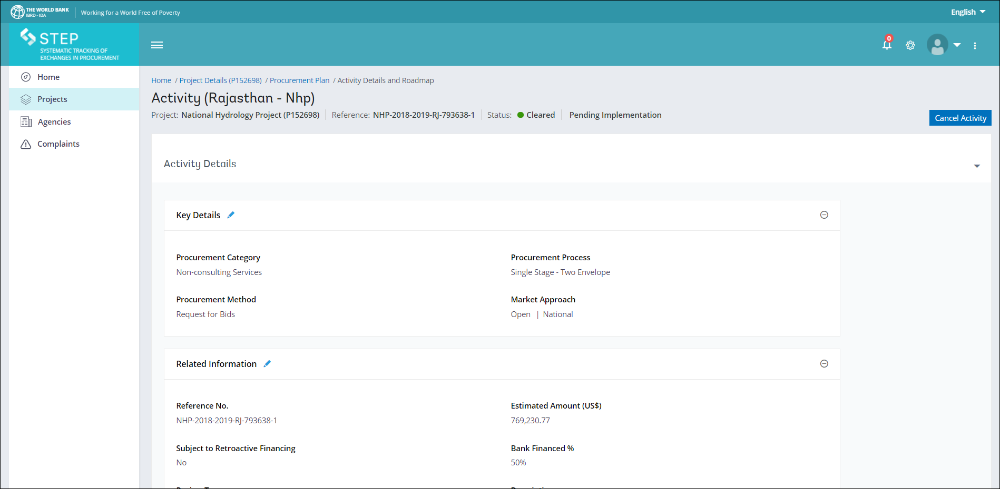 THE WORLD BANK
IBRD - IDA
Working for a World Free of Poverty
English
STEP
SYSTEMATIC TRACKING OF
EXCHANGES IN PROCUREMENT
0
Home
Projects
Agencies
Complaints
Home / Project Details (P152698) / Procurement Plan / Activity Details and Roadmap
Activity (Rajasthan - Nhp)
Project: National Hydrology Project (P152698) Reference: NHP-2018-2019-RJ-793638-1 Status: Cleared Pending Implementation
Cancel Activity
Activity Details
Key Details
Procurement Category
Non-consulting Services
Procurement Process
Single Stage - Two Envelope
Procurement Method
Request for Bids
Market Approach
Open | National
Related Information
Reference No.
NHP-2018-2019-RJ-793638-1
Estimated Amount (US$)
769,230.77
Subject to Retroactive Financing
No
Bank Financed %
50%